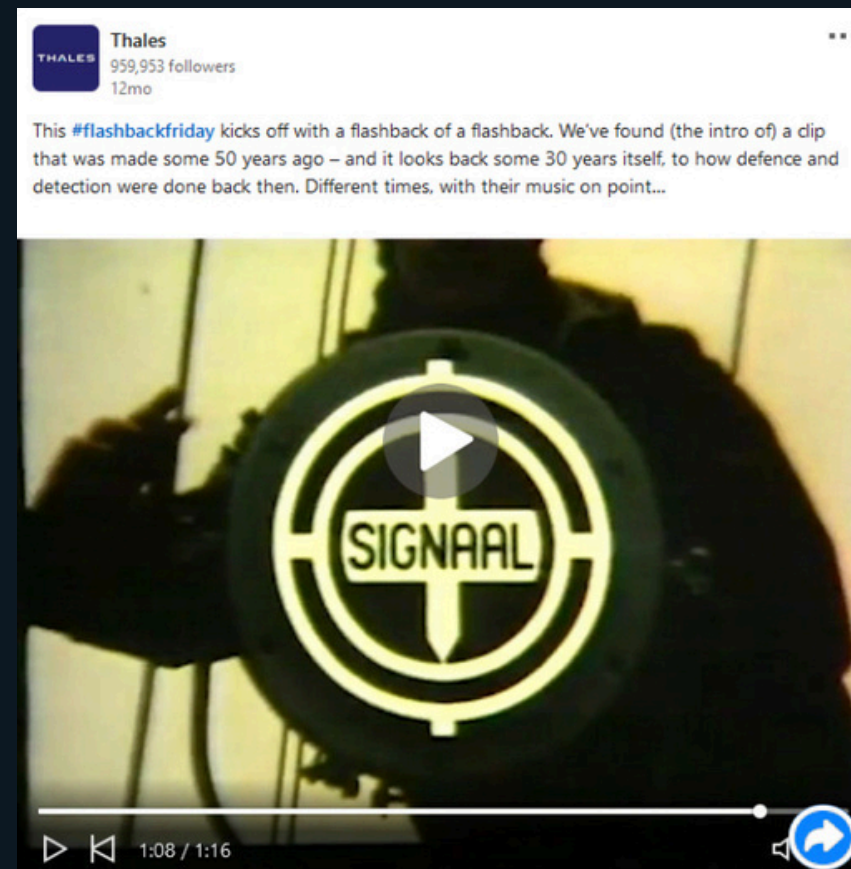 THALES
Thales
959,953 followers
12mo
This #flashbackfriday kicks off with a flashback of a flashback. We've found (the intro of) a clip
that was made some 50 years ago – and it looks back some 30 years itself, to how defence and
detection were done back then. Different times, with their music on point...
SIGNAAL
1:08 / 1:16